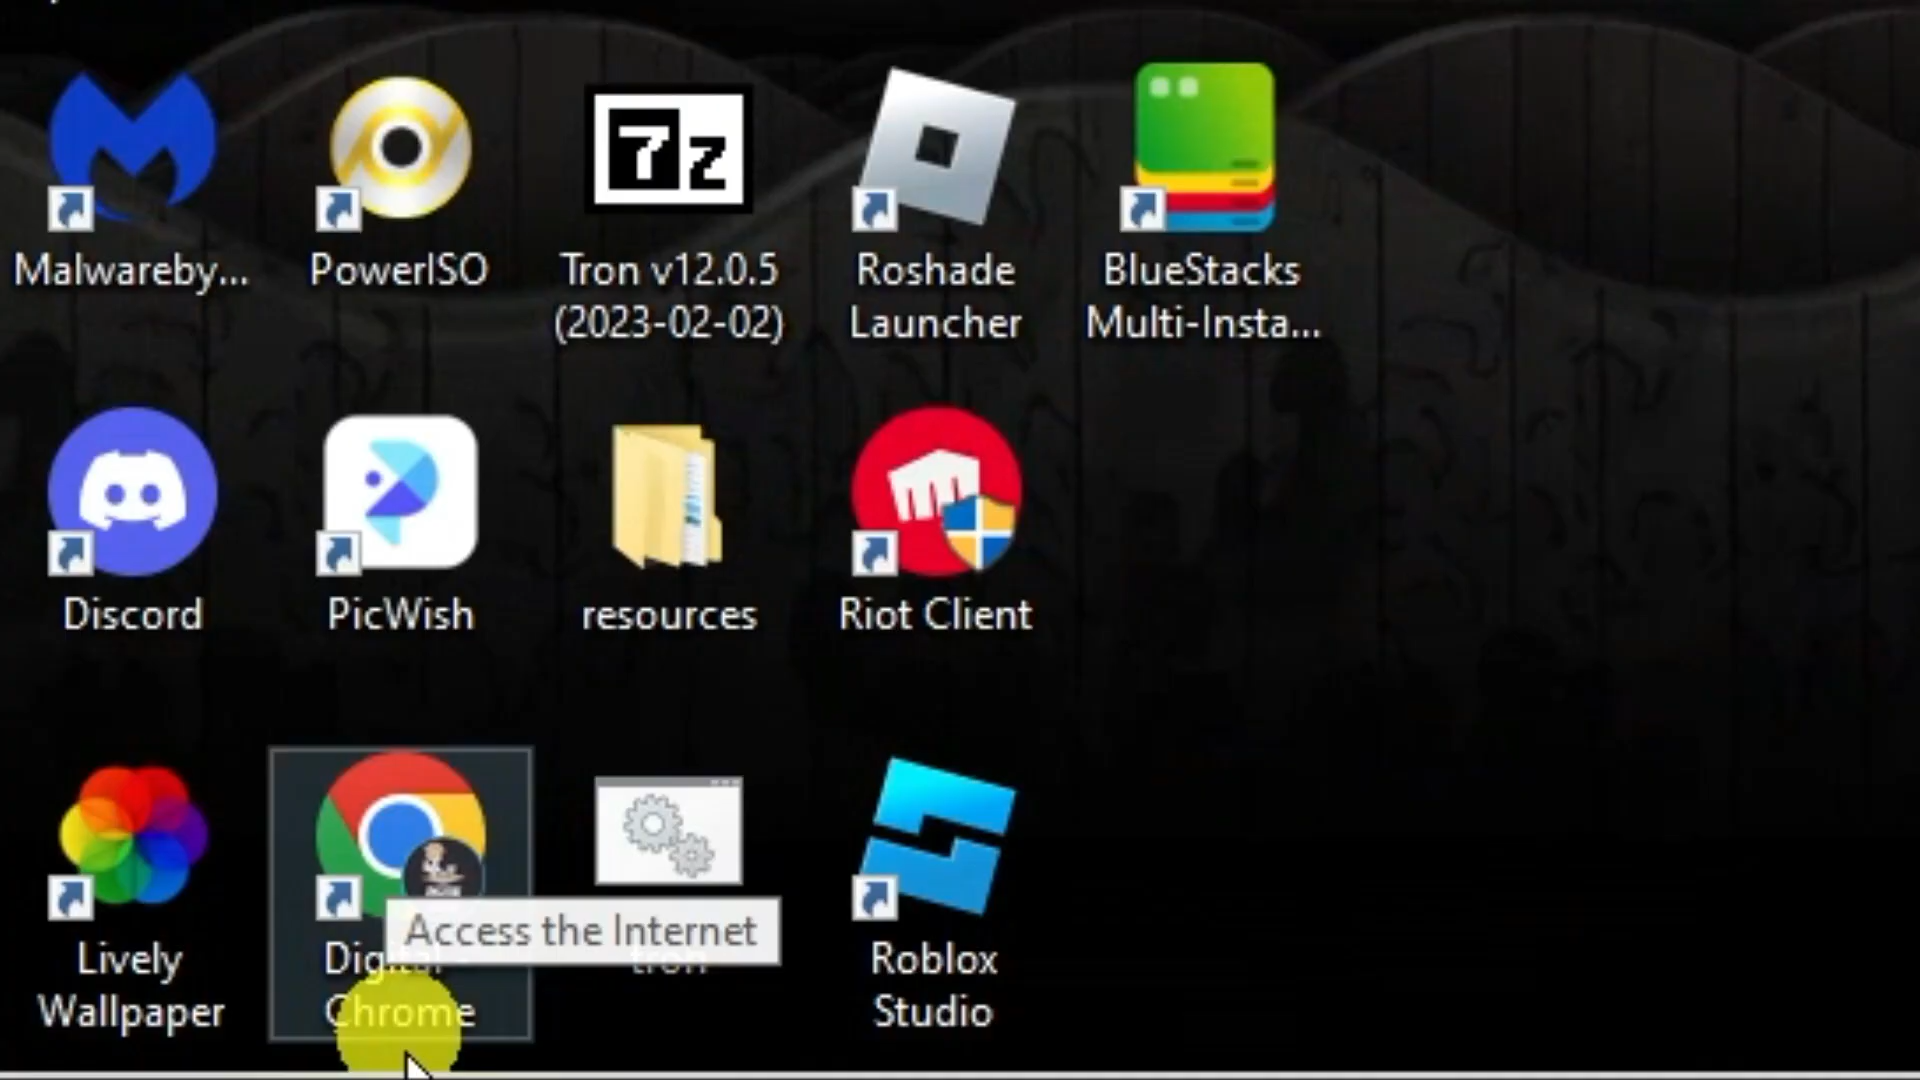 Malwareby...
PowerISO
7z
Tron v12.0.5
(2023-02-02)
Roshade
Launcher
BlueStacks
Multi-Insta...
Discord
PicWish
resources
Riot Client
Lively
Wallpaper
Access the Internet
Digital -
Chrome
tron
Roblox
Studio